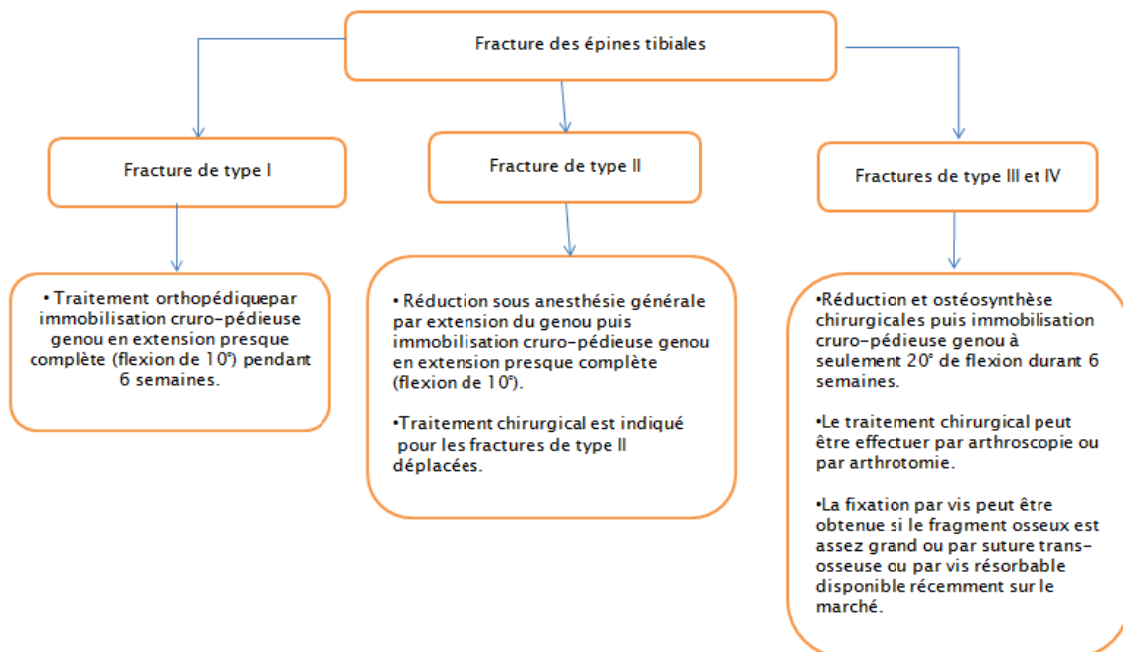 Fracture des épines tibiales
Fracture de type I
Fracture de type II
Fractures de type III et IV
• Traitement orthopédiquepar
immobilisation cruro-pédieuse
genou en extension presque
complète (flexion de 10°) pendant
6 semaines.
• Réduction sous anesthésie générale
par extension du genou puis
immobilisation cruro-pédieuse genou
en extension presque complète
(flexion de 10°).
•Traitement chirurgical est indiqué
pour les fractures de type II
déplacées.
•Réduction et ostéosynthèse
chirurgicales puis immobilisation
cruro-pédieuse genou à
seulement 20° de flexion durant 6
semaines.
•Le traitement chirurgical peut
être effectuer par arthroscopie ou
par arthrotomie.
•La fixation par vis peut être
obtenue si le fragment osseux est
assez grand ou par suture trans-
osseuse ou par vis résorbable
disponible récemment sur le
marché.